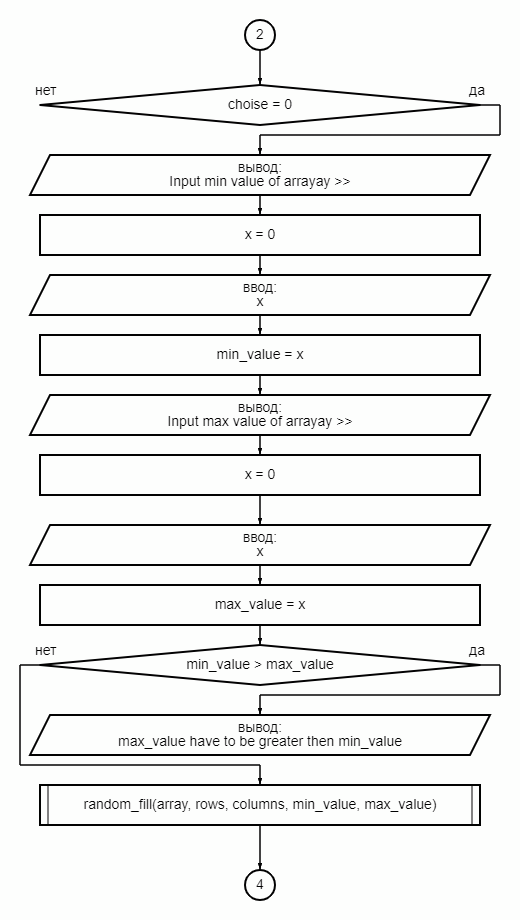 2
нет
да
choise = 0
вывод:
Input min value of arrayay >>
x = 0
ввод:
x
min_value = x
вывод:
Input max value of arrayay >>
x = 0
ввод:
x
max_value = x
нет
да
min_value > max_value
вывод:
max_value have to be greater then min_value
random_fill(array, rows, columns, min_value, max_value)
4